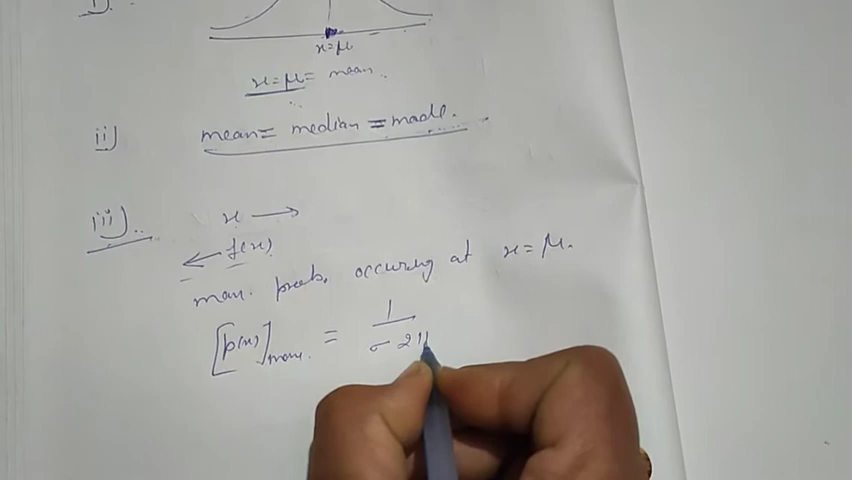 i).
x=μ
x=μ= mean.
ii) mean= median = mode.
iii). x →
← f(x)
max. prob. occuring at x=μ.
[p(x)]max. = 1
σ 2π